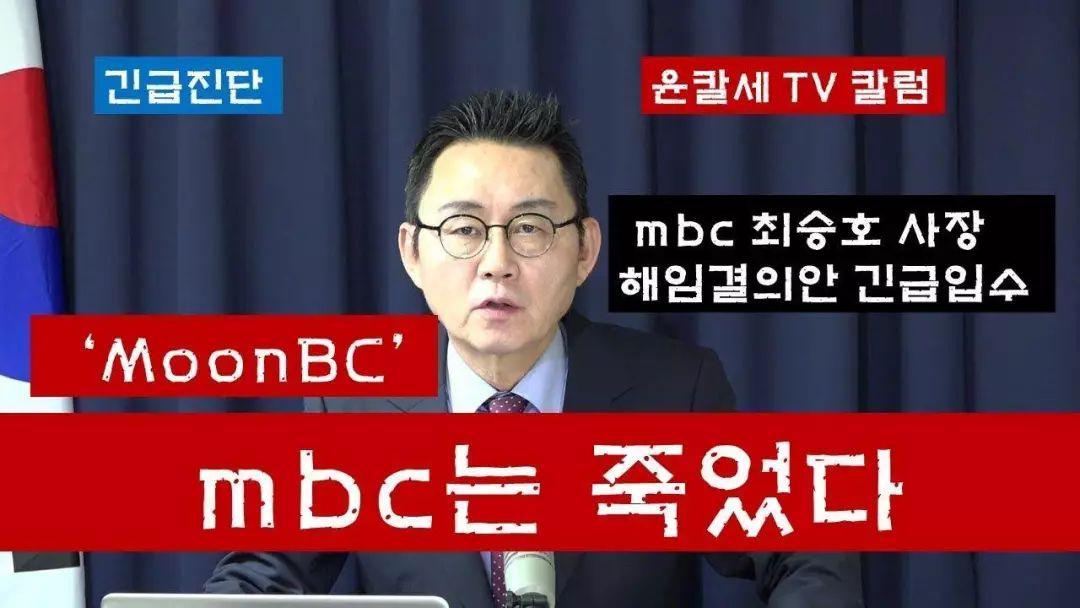 긴급진단
윤칼세 TV 칼럼
mbc 최승호 사장
해임결의안 긴급입수
‘MoonBC’
mbc는 죽었다